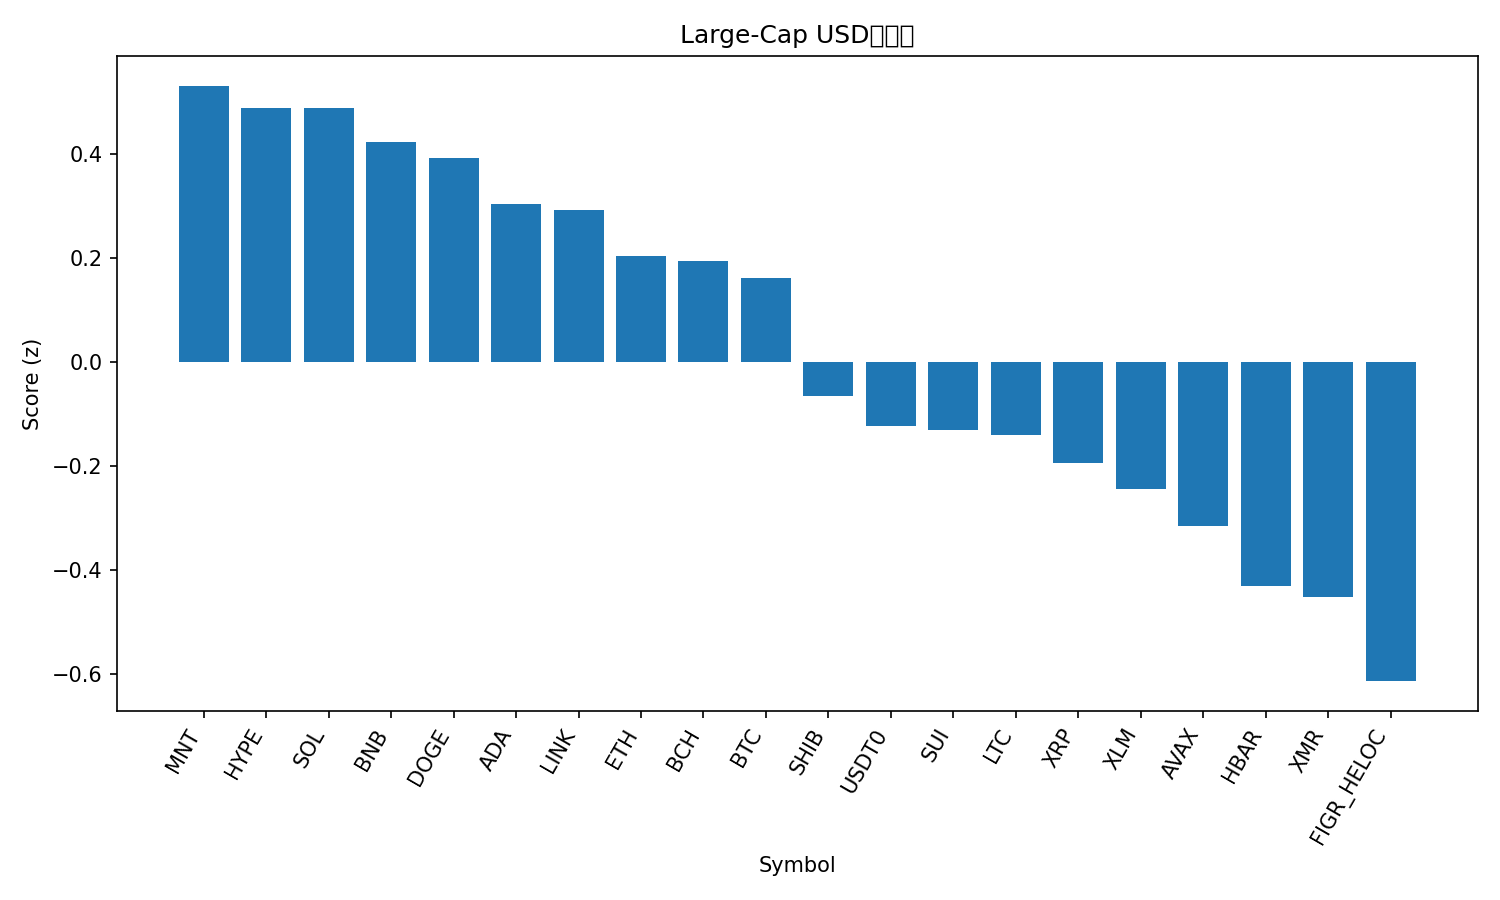 Large-Cap USD
0.4
0.2
0.0
−0.2
−0.4
−0.6
Score (z)
MNT
HYPE
SOL
BNB
DOGE
ADA
LINK
ETH
BCH
BTC
SHIB
USDT0
SUI
LTC
XRP
XLM
AVAX
HBAR
XMR
FIGR_HELOC
Symbol